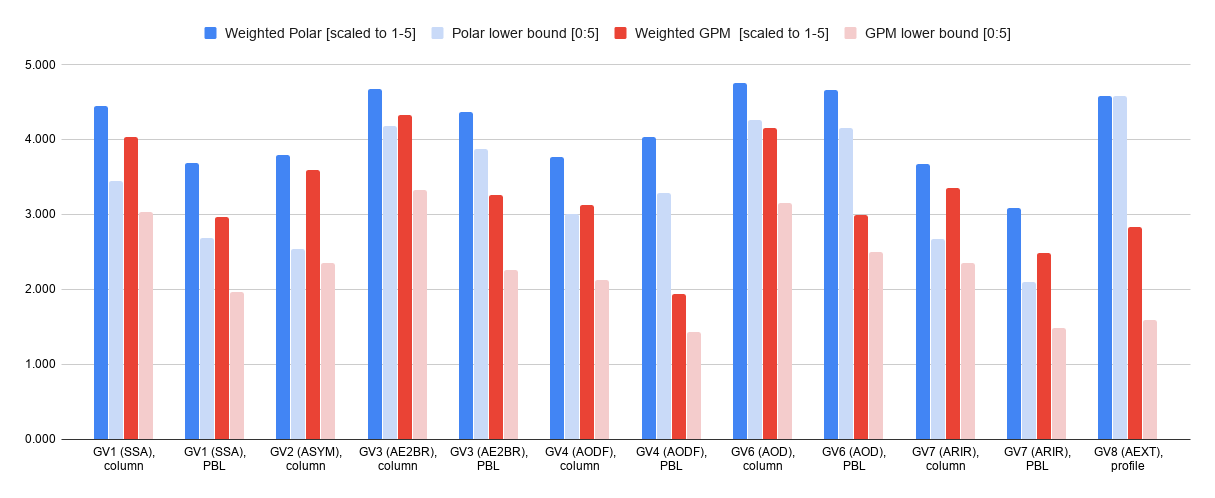 Weighted Polar [scaled to 1-5] Polar lower bound [0:5] Weighted GPM [scaled to 1-5] GPM lower bound [0:5]
5.000
4.000
3.000
2.000
1.000
0.000
GV1 (SSA), column
GV1 (SSA), PBL
GV2 (ASYM), column
GV3 (AE2BR), column
GV3 (AE2BR), PBL
GV4 (AODF), column
GV4 (AODF), PBL
GV6 (AOD), column
GV6 (AOD), PBL
GV7 (ARIR), column
GV7 (ARIR), PBL
GV8 (AEXT), profile